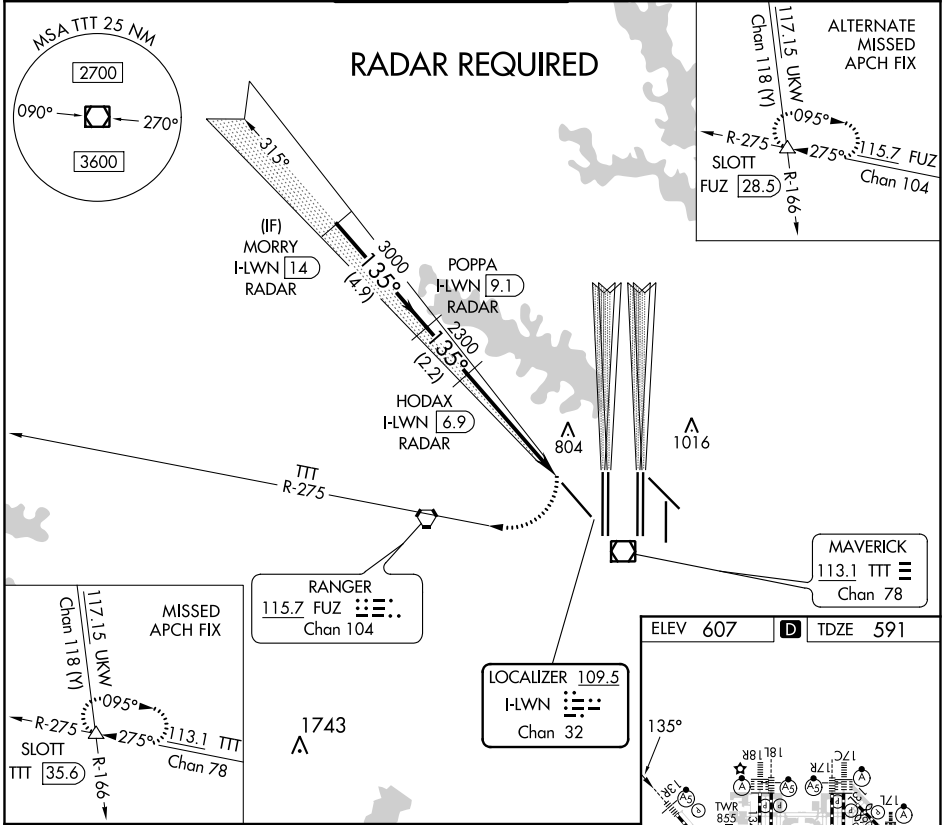 MSA TTT 25 NM
2700
090°
270°
3600
RADAR REQUIRED
ALTERNATE
MISSED
APCH FIX
117.15 UKW
Chan 118 (Y)
095°
R-275
275°
115.7 FUZ
Chan 104
SLOTT
FUZ 28.5
R-166
315°
(IF)
MORRY
I-LWN 14
RADAR
3000
135°
(4.9)
POPPA
I-LWN 9.1
RADAR
2300
135°
(2.2)
HODAX
I-LWN 6.9
RADAR
804
1016
TTT
R-275
RANGER
115.7 FUZ
Chan 104
MAVERICK
113.1 TTT
Chan 78
LOCALIZER 109.5
I-LWN
Chan 32
117.15 UKW
Chan 118 (Y)
MISSED
APCH FIX
095°
R-275
275°
113.1 TTT
Chan 78
SLOTT
TTT 35.6
R-166
1743
ELEV 607
D
TDZE 591
135°
13R
18R
18L
17R
17C
17L
A5
A
A5
A5
A
A
P
P
P
P
P
TWR
855